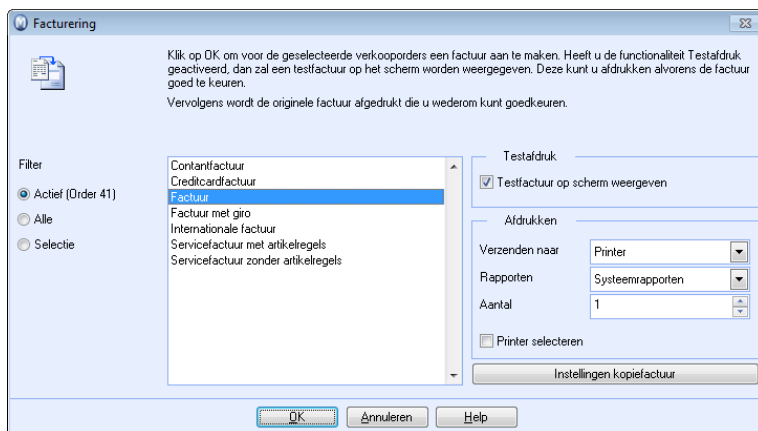 Facturering
Klik op OK om voor de geselecteerde verkooporders een factuur aan te maken. Heeft u de functionaliteit Testafdruk
geactiveerd, dan zal een testfactuur op het scherm worden weergegeven. Deze kunt u afdrukken alvorens de factuur
goed te keuren.
Vervolgens wordt de originele factuur afgedrukt die u wederom kunt goedkeuren.
Filter
Actief (Order 41)
Alle
Selectie
Contantfactuur
Creditcardfactuur
Factuur
Factuur met giro
Internationale factuur
Servicefactuur met artikelregels
Servicefactuur zonder artikelregels
Testafdruk
Testfactuur op scherm weergeven
Afdrukken
Verzenden naar Printer
Rapporten Systeemrapporten
Aantal 1
Printer selecteren
Instellingen kopiefactuur
OK Annuleren Help